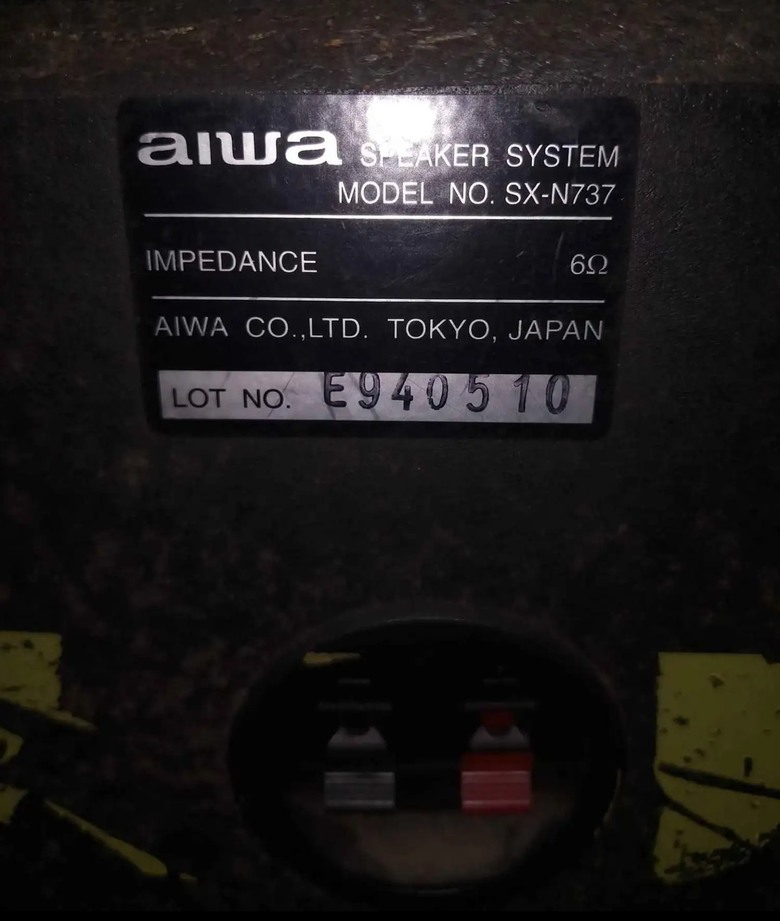 aiwa SPEAKER SYSTEM
MODEL NO. SX-N737
IMPEDANCE 6Ω
AIWA CO.,LTD. TOKYO, JAPAN
LOT NO. E940510